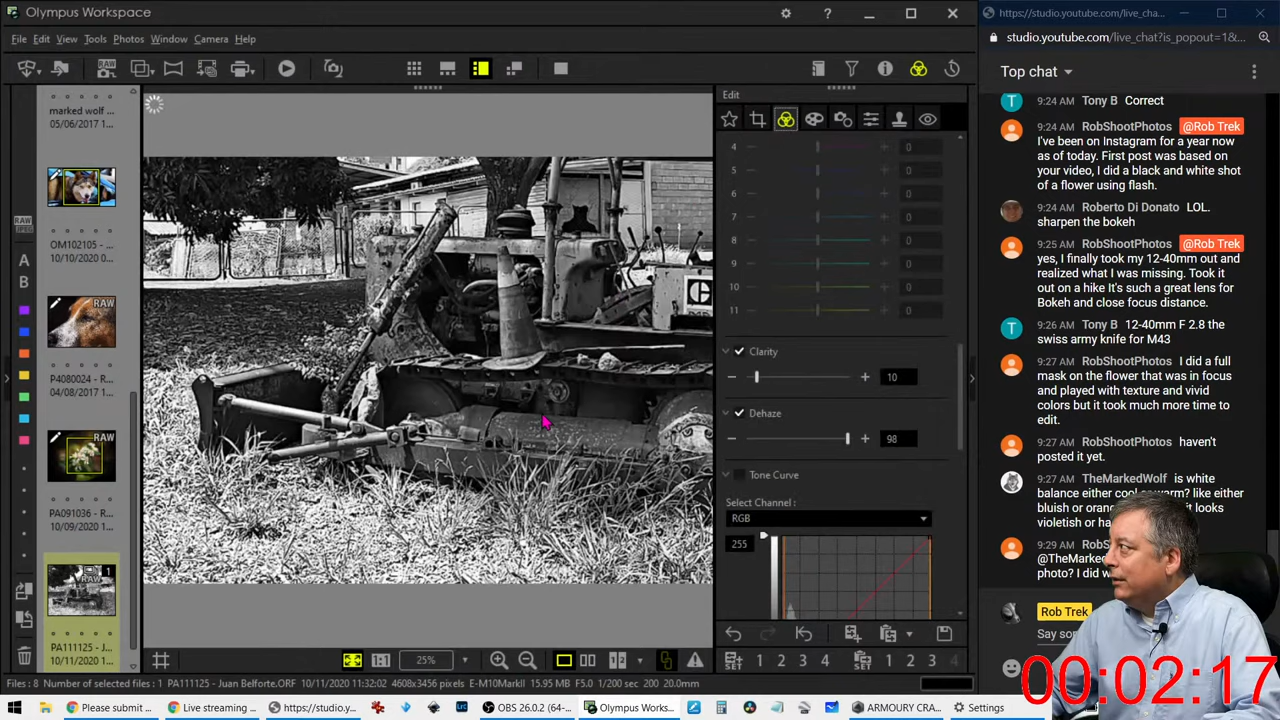 Olympus Workspace
File Edit View Tools Photos Window Camera Help
marked wolf ...
05/06/2017 1...
RAW
A
B
OM102105 - ...
10/10/2020 0...
RAW
P4080024 - R...
04/08/2017 ...
PA091036 - ...
10/09/2020 1...
RAW 1
PA111125 - J...
10/11/2020 1...
Edit
4 0
5 0
6 0
7 0
8 0
9 0
10 0
11 0
Clarity
10
Dehaze
98
Tone Curve
Select Channel :
RGB
255
1:1 25%
1 2 3 4 1 2 3 4
Files : 8 Number of selected files : 1 PA111125 - Juan Belforte.ORF 10/11/2020 11:32:02 4608x3456 pixels E-M10MarkII 15.95 MB F5.0 1/200 sec 200 20.0mm
https://studio.youtube.com/live_cha...
studio.youtube.com/live_chat?is_popout=1&...
Top chat
9:24 AM Tony B Correct
9:24 AM RobShootPhotos @Rob Trek
I've been on Instagram for a year now
as of today. First post was based on
your video, I did a black and white shot
of a flower using flash.
9:24 AM Roberto Di Donato LOL.
sharpen the bokeh
9:25 AM RobShootPhotos @Rob Trek
yes, I finally took my 12-40mm out and
realized what I was missing. Took it
out on a hike It's such a great lens for
Bokeh and close focus distance.
9:26 AM Tony B 12-40mm F 2.8 the
swiss army knife for M43
9:27 AM RobShootPhotos I did a full
mask on the flower that was in focus
and played with texture and vivid
colors but it took much more time to
edit.
9:27 AM RobShootPhotos haven't
posted it yet.
9:27 AM TheMarkedWolf is white
balance either cool or warm? like either
bluish or
looks
violetish or
9:29 AM
photo? I did
Rob Trek
00:02:17
Please submit ... Live streaming ... https://studio.y... OBS 26.0.2 (64-... Olympus Works... ARMOURY CRA... Settings